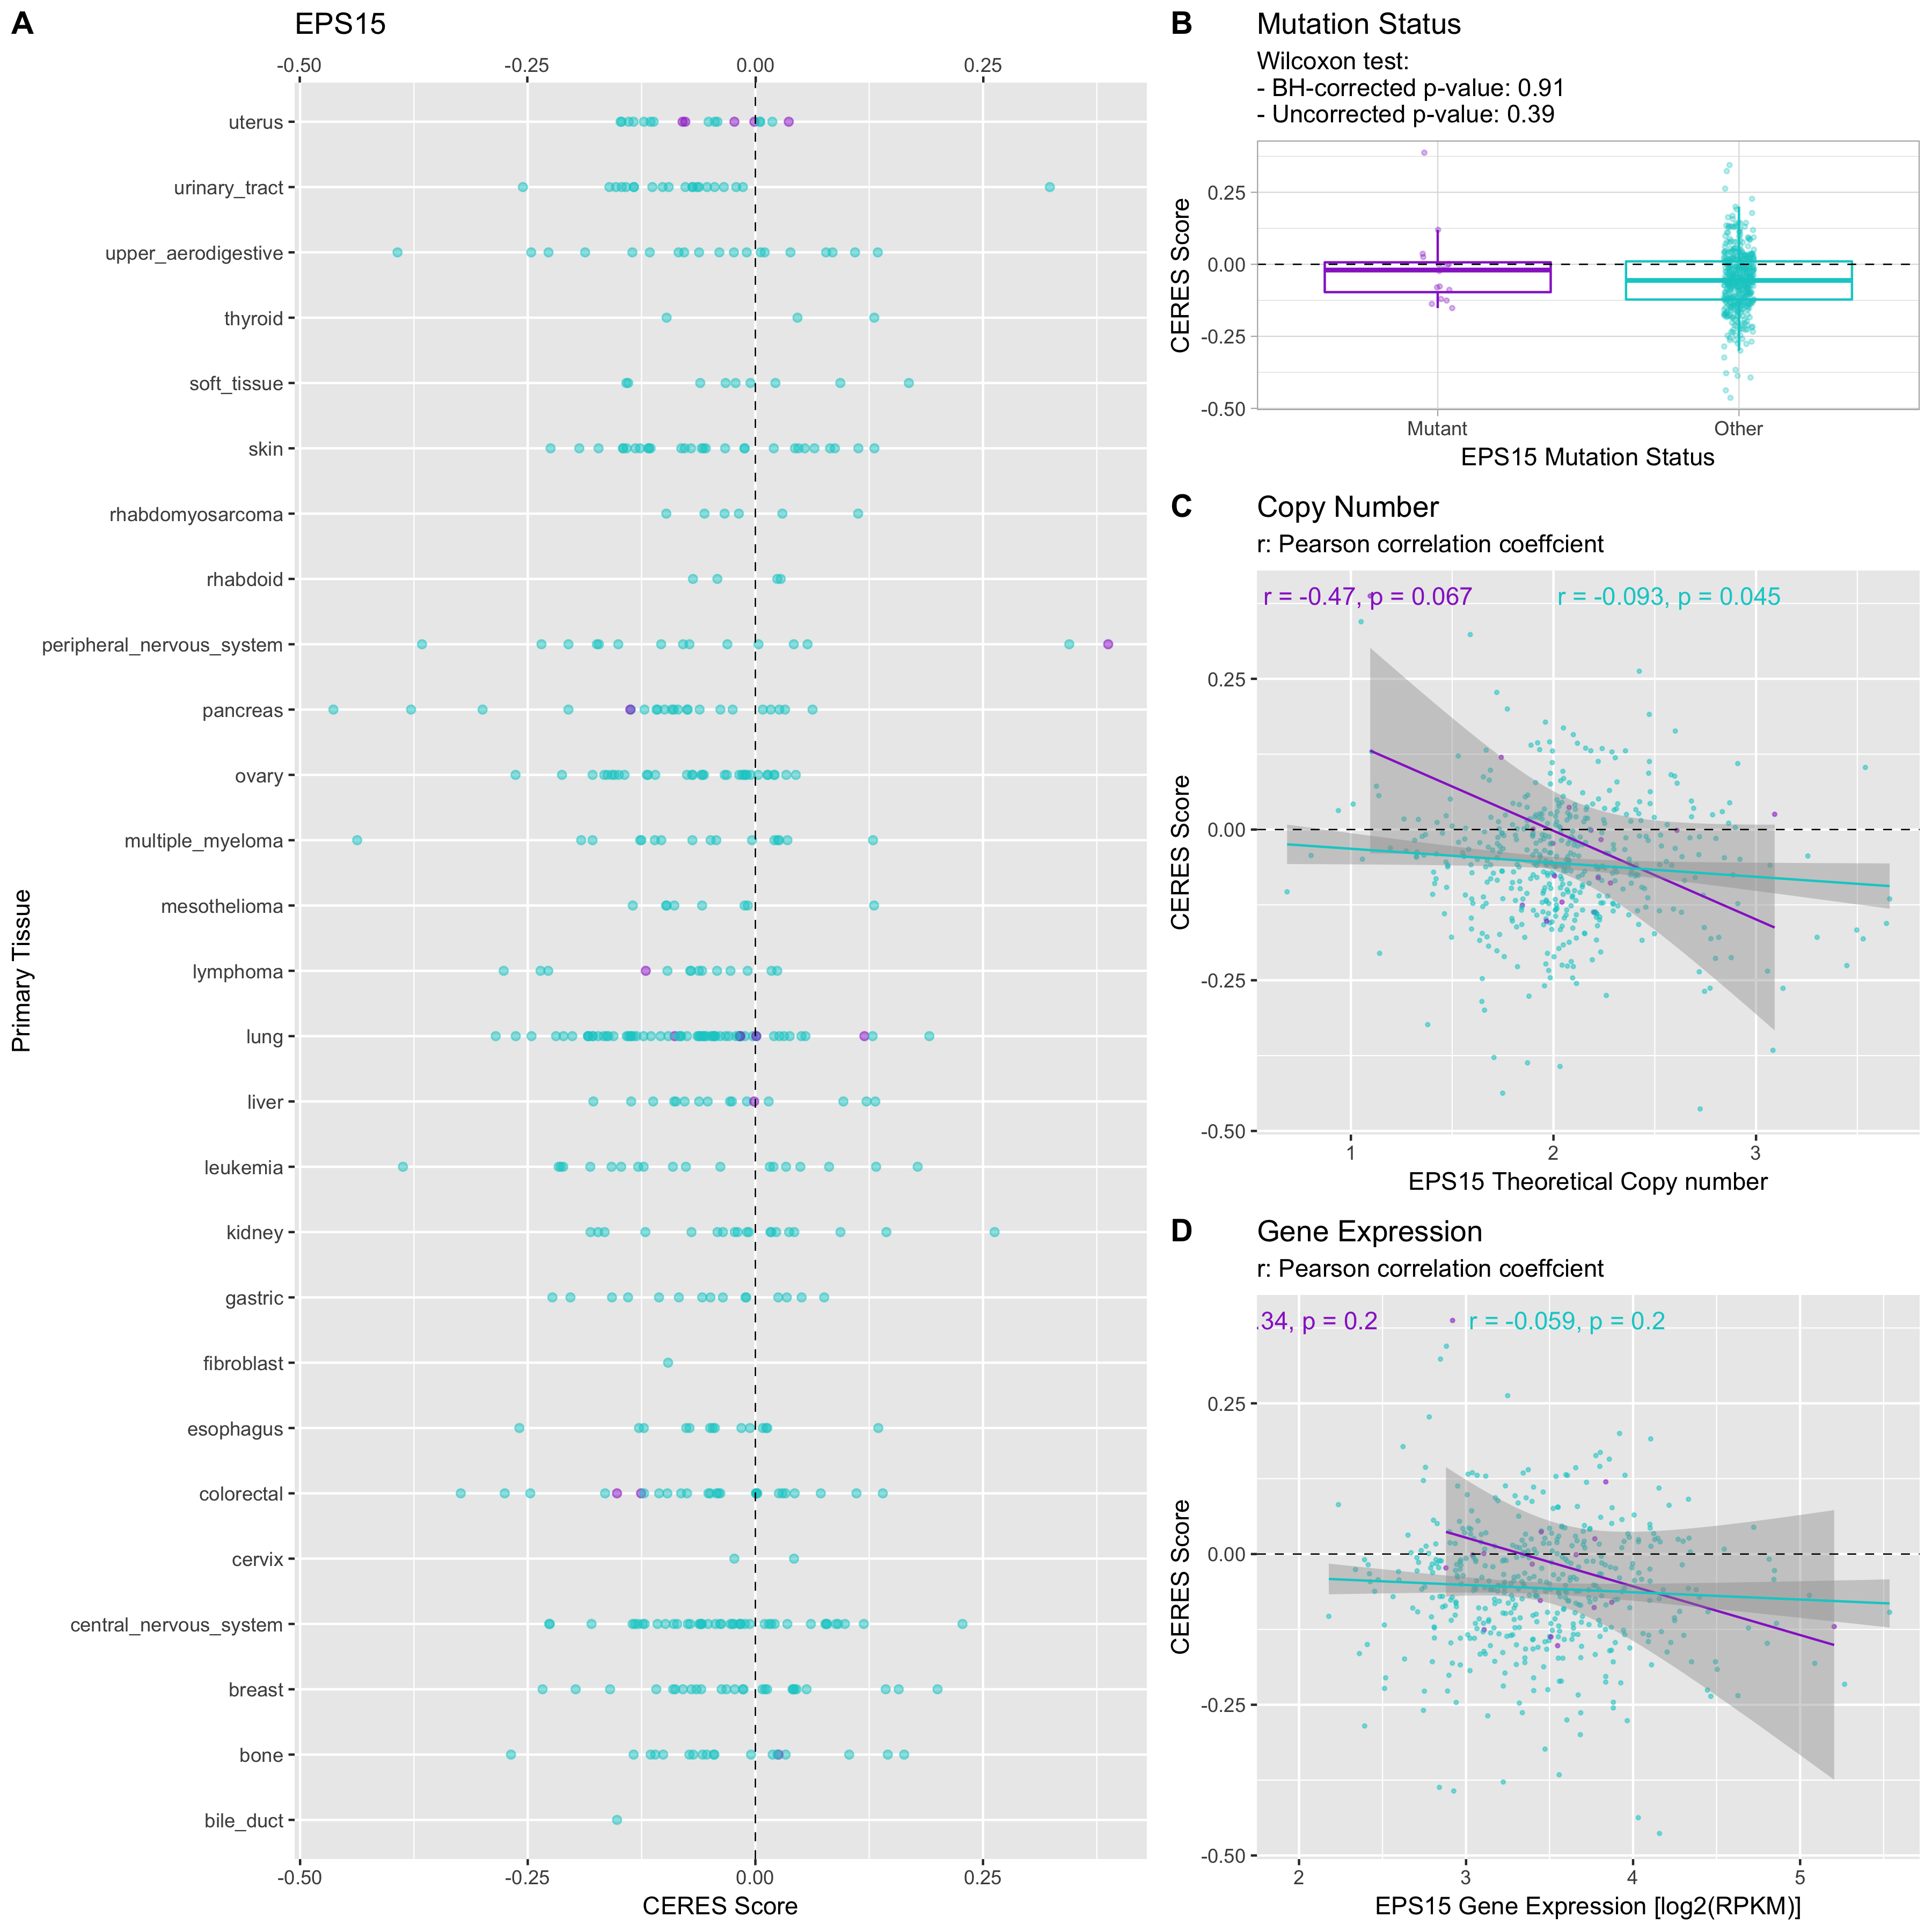 A
EPS15
-0.50 -0.25 0.00 0.25
uterus
urinary_tract
upper_aerodigestive
thyroid
soft_tissue
skin
rhabdomyosarcoma
rhabdoid
peripheral_nervous_system
pancreas
ovary
multiple_myeloma
mesothelioma
lymphoma
lung
liver
leukemia
kidney
gastric
fibroblast
esophagus
colorectal
cervix
central_nervous_system
breast
bone
bile_duct
Primary Tissue
-0.50 -0.25 0.00 0.25
CERES Score
B
Mutation Status
Wilcoxon test:
- BH-corrected p-value: 0.91
- Uncorrected p-value: 0.39
CERES Score
0.25
0.00
-0.25
-0.50
Mutant Other
EPS15 Mutation Status
C
Copy Number
r: Pearson correlation coeffcient
r = -0.47, p = 0.067 r = -0.093, p = 0.045
CERES Score
0.25
0.00
-0.25
-0.50
1 2 3
EPS15 Theoretical Copy number
D
Gene Expression
r: Pearson correlation coeffcient
.34, p = 0.2 r = -0.059, p = 0.2
CERES Score
0.25
0.00
-0.25
-0.50
2 3 4 5
EPS15 Gene Expression [log2(RPKM)]